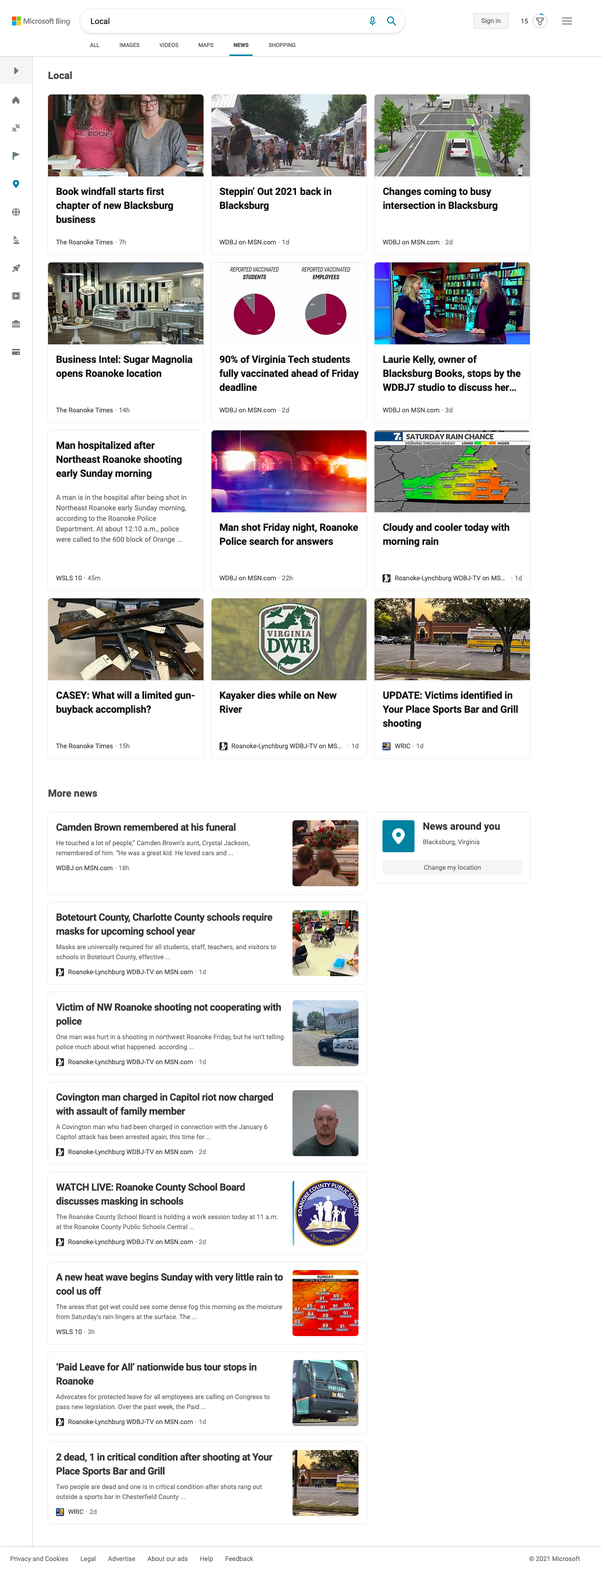 Microsoft Bing
Local
Sign in
15
ALL IMAGES VIDEOS MAPS NEWS SHOPPING
Local
Book windfall starts first
chapter of new Blacksburg
business
The Roanoke Times · 7h
Steppin' Out 2021 back in
Blacksburg
WDBJ on MSN.com · 1d
Changes coming to busy
intersection in Blacksburg
WDBJ on MSN.com · 2d
Business Intel: Sugar Magnolia
opens Roanoke location
The Roanoke Times · 14h
REPORTED VACCINATED
STUDENTS
REPORTED VACCINATED
EMPLOYEES
90% of Virginia Tech students
fully vaccinated ahead of Friday
deadline
WDBJ on MSN.com · 2d
Laurie Kelly, owner of
Blacksburg Books, stops by the
WDBJ7 studio to discuss her...
WDBJ on MSN.com · 3d
Man hospitalized after
Northeast Roanoke shooting
early Sunday morning
A man is in the hospital after being shot in
Northeast Roanoke early Sunday morning,
according to the Roanoke Police
Department. At about 12:10 a.m., police
were called to the 600 block of Orange ...
WSLS 10 · 45m
Man shot Friday night, Roanoke
Police search for answers
WDBJ on MSN.com · 22h
7 SATURDAY RAIN CHANCE
Cloudy and cooler today with
morning rain
Roanoke-Lynchburg WDBJ-TV on MS... · 1d
CASEY: What will a limited gun-
buyback accomplish?
The Roanoke Times · 15h
VIRGINIA
DWR
Kayaker dies while on New
River
Roanoke-Lynchburg WDBJ-TV on MS... · 1d
UPDATE: Victims identified in
Your Place Sports Bar and Grill
shooting
WRIC · 1d
More news
Camden Brown remembered at his funeral
He touched a lot of people,” Camden Brown's aunt, Crystal Jackson,
remembered of him. “He was a great kid. He loved cars and ...
WDBJ on MSN.com · 18h
News around you
Blacksburg, Virginia
Change my location
Botetourt County, Charlotte County schools require
masks for upcoming school year
Masks are universally required for all students, staff, teachers, and visitors to
schools in Botetourt County, effective ...
Roanoke-Lynchburg WDBJ-TV on MSN.com · 1d
Victim of NW Roanoke shooting not cooperating with
police
One man was hurt in a shooting in northwest Roanoke Friday, but he isn't telling
police much about what happened. according ...
Roanoke-Lynchburg WDBJ-TV on MSN.com · 1d
Covington man charged in Capitol riot now charged
with assault of family member
A Covington man who had been charged in connection with the January 6
Capitol attack has been arrested again, this time for ...
Roanoke-Lynchburg WDBJ-TV on MSN.com · 2d
WATCH LIVE: Roanoke County School Board
discusses masking in schools
The Roanoke County School Board is holding a work session today at 11 a.m.
at the Roanoke County Public Schools Central ...
Roanoke-Lynchburg WDBJ-TV on MSN.com · 2d
ROANOKE COUNTY PUBLIC SCHOOLS
A new heat wave begins Sunday with very little rain to
cool us off
The areas that got wet could see some dense fog this morning as the moisture
from Saturday's rain lingers at the surface. The ...
WSLS 10 · 3h
SUNDAY
'Paid Leave for All' nationwide bus tour stops in
Roanoke
Advocates for protected leave for all employees are calling on Congress to
pass new legislation. Over the past week, the Paid ...
Roanoke-Lynchburg WDBJ-TV on MSN.com · 1d
2 dead, 1 in critical condition after shooting at Your
Place Sports Bar and Grill
Two people are dead and one is in critical condition after shots rang out
outside a sports bar in Chesterfield County ...
WRIC · 2d
Privacy and Cookies Legal Advertise About our ads Help Feedback © 2021 Microsoft